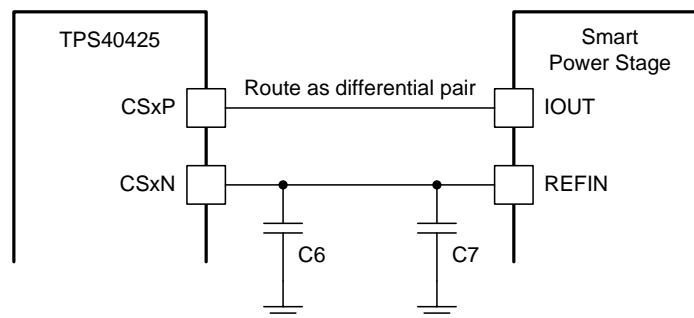 TPS40425
Smart
Power Stage
Route as differential pair
CSxP
IOUT
CSxN
REFIN
C6
C7